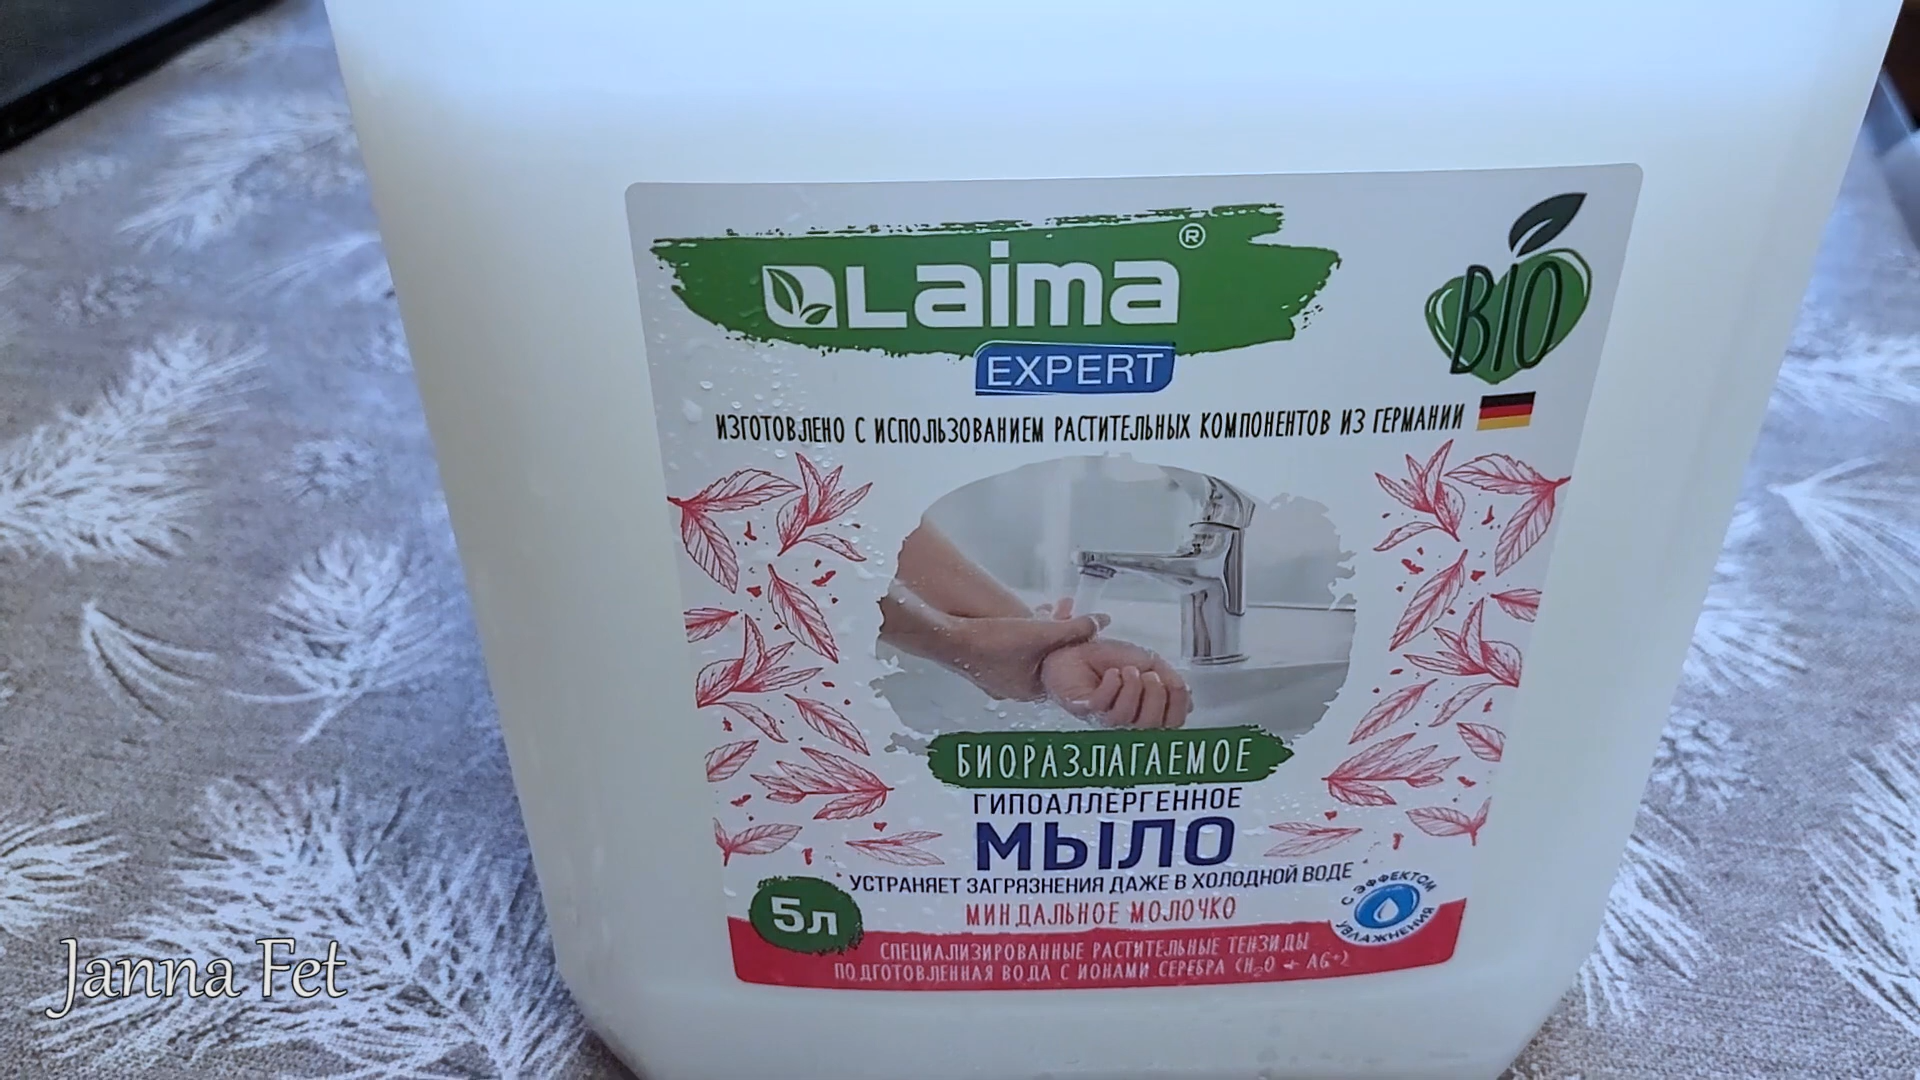 Laima®
BIO
EXPERT
ИЗГОТОВЛЕНО С ИСПОЛЬЗОВАНИЕМ РАСТИТЕЛЬНЫХ КОМПОНЕНТОВ ИЗ ГЕРМАНИИ
БИОРАЗЛАГАЕМОЕ
ГИПОАЛЛЕРГЕННОЕ
МЫЛО
УСТРАНЯЕТ ЗАГРЯЗНЕНИЯ ДАЖЕ В ХОЛОДНОЙ ВОДЕ
МИНДАЛЬНОЕ МОЛОЧКО
5л
С ЭФФЕКТОМ
УВЛАЖНЕНИЯ
СПЕЦИАЛИЗИРОВАННЫЕ РАСТИТЕЛЬНЫЕ ТЕНЗИДЫ
ПОДГОТОВЛЕННАЯ ВОДА С ИОНАМИ СЕРЕБРА (H₂O + AG⁺)
Janna Fet